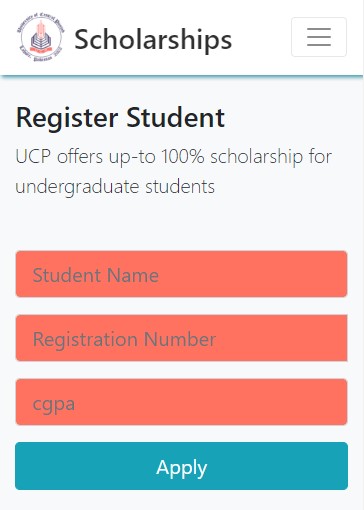 Scholarships
Register Student
UCP offers up-to 100% scholarship for
undergraduate students
Student Name
Registration Number
cgpa
Apply